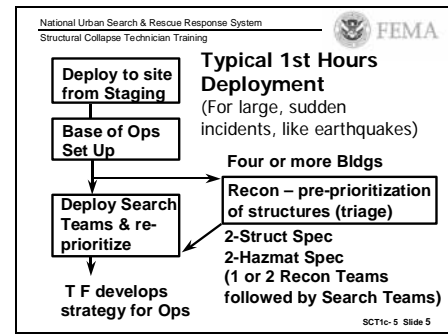 National Urban Search & Rescue Response System
Structural Collapse Technician Training
FEMA
Typical 1st Hours
Deployment
(For large, sudden
incidents, like earthquakes)
Deploy to site
from Staging
Base of Ops
Set Up
Four or more Bldgs
Deploy Search
Teams & re-
prioritize
Recon – pre-prioritization
of structures (triage)
2-Struct Spec
2-Hazmat Spec
(1 or 2 Recon Teams
followed by Search Teams)
T F develops
strategy for Ops
SCT1c- 5 Slide 5